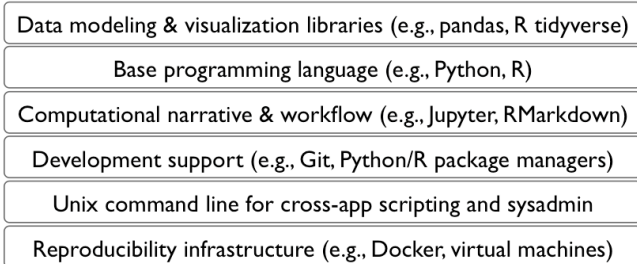 Data modeling & visualization libraries (e.g., pandas, R tidyverse)
Base programming language (e.g., Python, R)
Computational narrative & workflow (e.g., Jupyter, RMarkdown)
Development support (e.g., Git, Python/R package managers)
Unix command line for cross-app scripting and sysadmin
Reproducibility infrastructure (e.g., Docker, virtual machines)